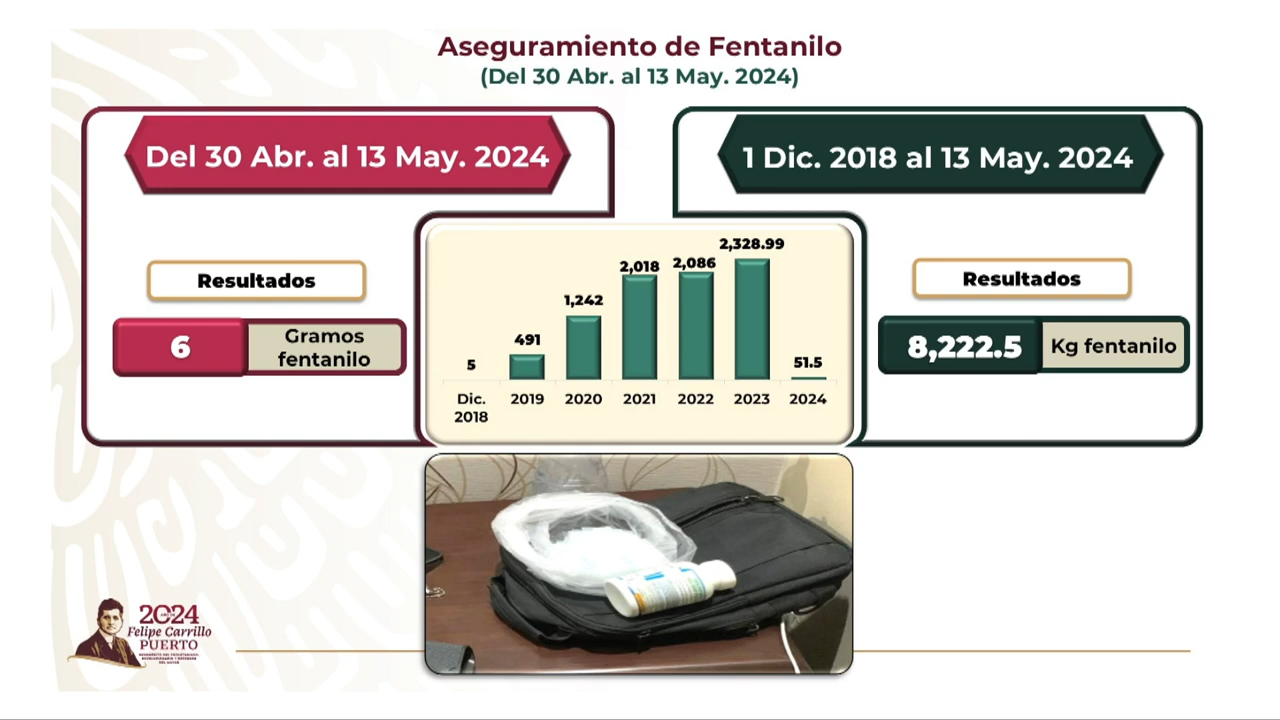 Aseguramiento de Fentanilo
(Del 30 Abr. al 13 May. 2024)
Del 30 Abr. al 13 May. 2024
Resultados
6
Gramos
fentanilo
1 Dic. 2018 al 13 May. 2024
Resultados
8,222.5
Kg fentanilo
5
491
1,242
2,018
2,086
2,328.99
51.5
Dic.
2018
2019
2020
2021
2022
2023
2024
2024
Felipe Carrillo
PUERTO